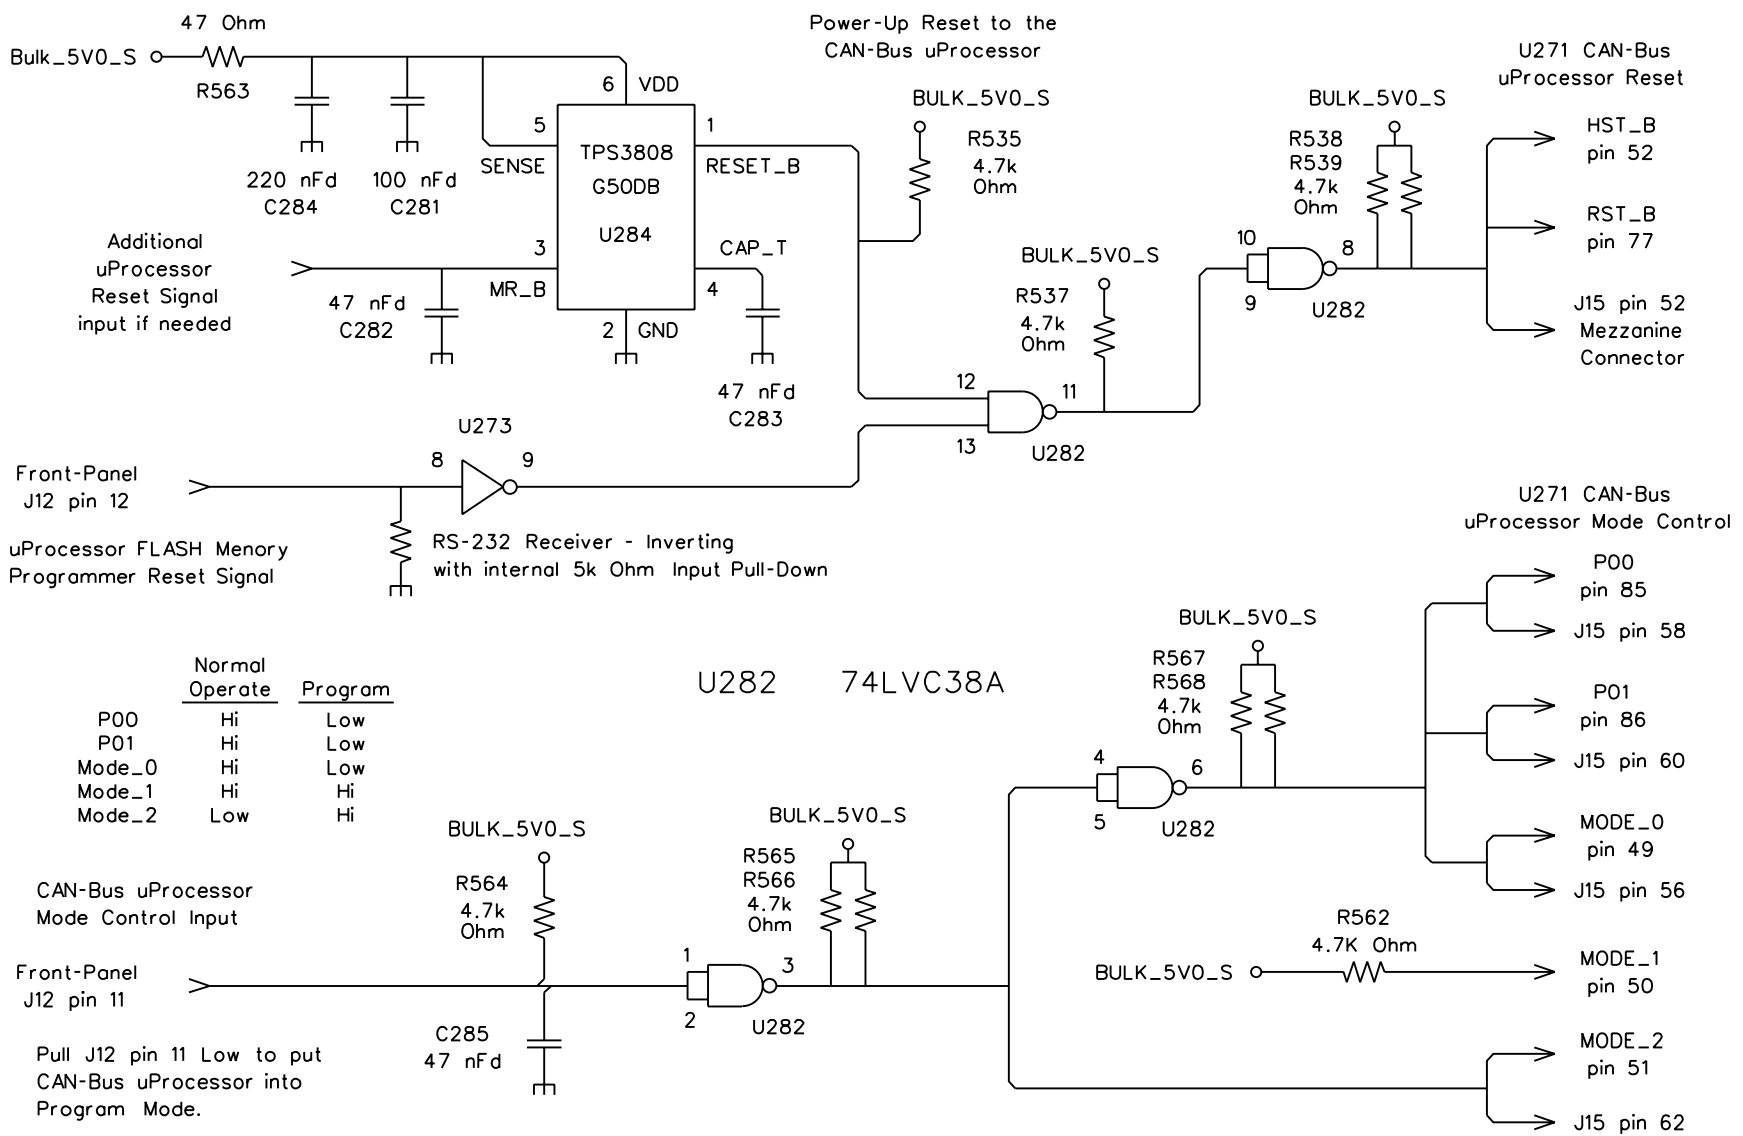 47 Ohm
Bulk_5V0_S
R563
220 nFd
C284
100 nFd
C281
6 VDD
5
SENSE
TPS3808
G50DB
U284
1
RESET_B
3
MR_B
CAP_T
4
2 GND
47 nFd
C282
47 nFd
C283
Additional
uProcessor
Reset Signal
input if needed
Power-Up Reset to the
CAN-Bus uProcessor
BULK_5V0_S
R535
4.7k
Ohm
BULK_5V0_S
R537
4.7k
Ohm
12
13
11
U282
10
9
8
U282
BULK_5V0_S
R538
R539
4.7k
Ohm
U271 CAN-Bus
uProcessor Reset
HST_B
pin 52
RST_B
pin 77
J15 pin 52
Mezzanine
Connector
Front-Panel
J12 pin 12
uProcessor FLASH Menory
Programmer Reset Signal
U273
8
9
RS-232 Receiver - Inverting
with internal 5k Ohm Input Pull-Down
U271 CAN-Bus
uProcessor Mode Control
P00
pin 85
J15 pin 58
P01
pin 86
J15 pin 60
MODE_0
pin 49
J15 pin 56
MODE_1
pin 50
MODE_2
pin 51
J15 pin 62
Normal
Operate Program
P00 Hi Low
P01 Hi Low
Mode_0 Hi Low
Mode_1 Hi Hi
Mode_2 Low Hi
U282 74LVC38A
BULK_5V0_S
R567
R568
4.7k
Ohm
4
5
6
U282
BULK_5V0_S
R564
4.7k
Ohm
BULK_5V0_S
R565
R566
4.7k
Ohm
CAN-Bus uProcessor
Mode Control Input
Front-Panel
J12 pin 11
Pull J12 pin 11 Low to put
CAN-Bus uProcessor into
Program Mode.
C285
47 nFd
1
2
3
U282
R562
4.7K Ohm
BULK_5V0_S